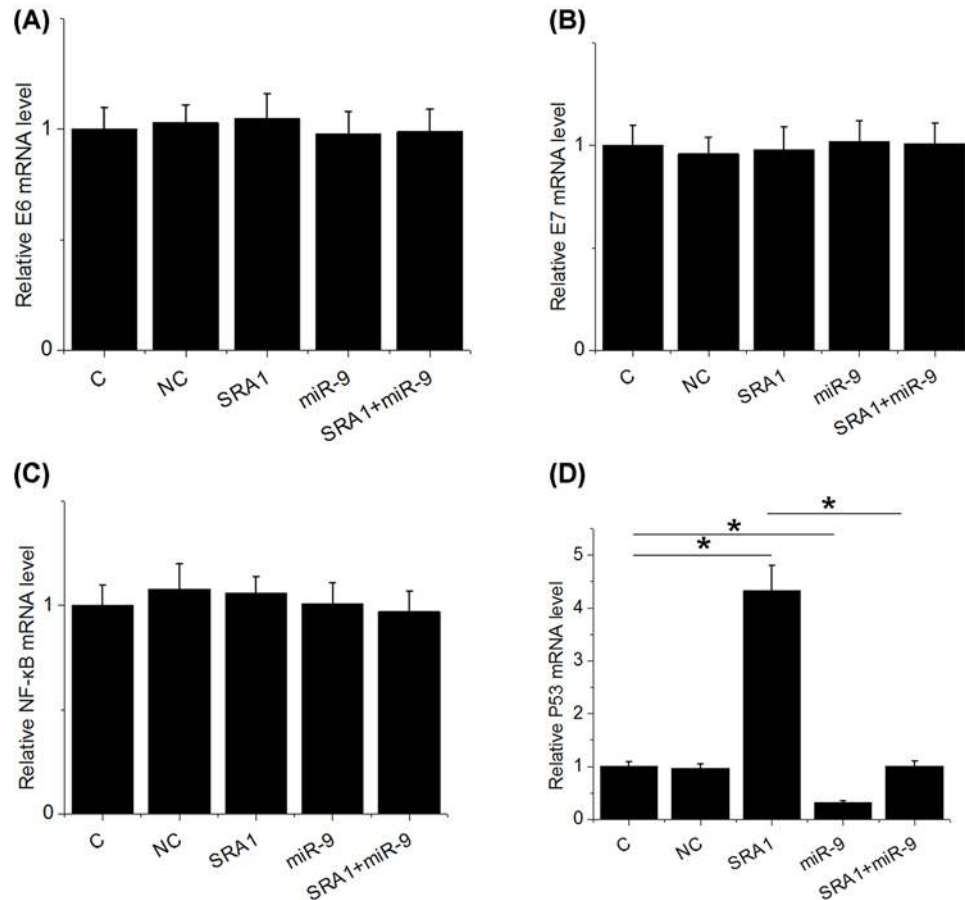 (A)
Relative E6 mRNA level
1
0
C
NC
SRA1
miR-9
SRA1+miR-9
(B)
Relative E7 mRNA level
1
0
C
NC
SRA1
miR-9
SRA1+miR-9
(C)
Relative NF-κB mRNA level
1
0
C
NC
SRA1
miR-9
SRA1+miR-9
(D)
Relative P53 mRNA level
*
*
*
5
4
3
2
1
0
C
NC
SRA1
miR-9
SRA1+miR-9